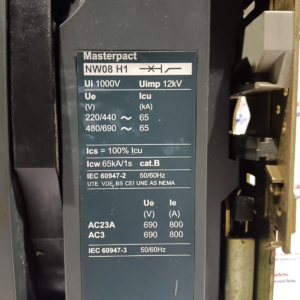 Masterpact
NW08 H1
Ui 1000V Uimp 12kV
Ue Icu
(V) (kA)
220/440 ~ 65
480/690 ~ 65
Ics = 100% Icu
Icw 65kA/1s cat.B
IEC 60947-2 50/60Hz
UTE VDE, BS CEI UNE AS NEMA
Ue Ie
(V) (A)
AC23A 690 800
AC3 690 800
IEC 60947-3 50/60Hz